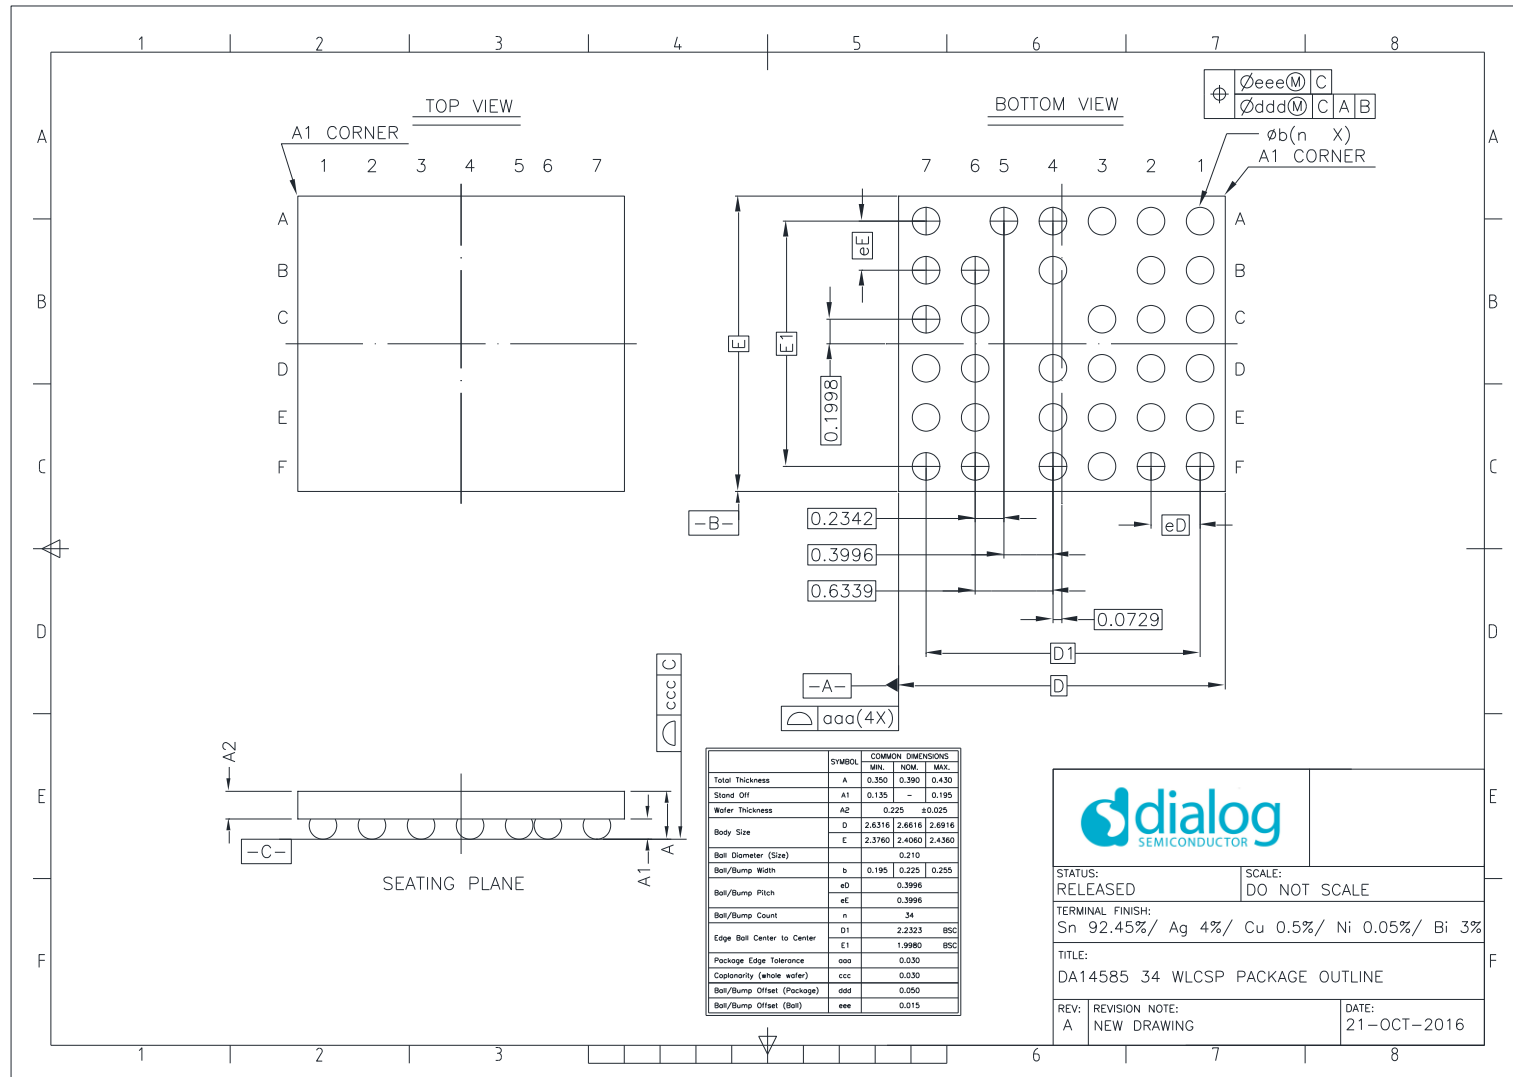 1 2 3 4 5 6 7 8
TOP VIEW
A1 CORNER
1 2 3 4 5 6 7
A
B
C
D
E
F
BOTTOM VIEW
Øeee Ⓜ C
Øddd Ⓜ C A B
øb(n X)
A1 CORNER
7 6 5 4 3 2 1
A
B
C
D
E
F
eE
E
E1
0.1998
-B-
0.2342
eD
0.3996
0.6339
0.0729
D1
-A-
D
aaa(4X)
A
B
C
D
E
F
A
B
C
D
E
F
ccc C
A2
-C-
A1
A
SEATING PLANE
SYMBOL COMMON DIMENSIONS
MIN. NOM. MAX.
Total Thickness A 0.350 0.390 0.430
Stand Off A1 0.135 - 0.195
Wafer Thickness A2 0.225 ±0.025
Body Size D 2.6316 2.6616 2.6916
E 2.3760 2.4060 2.4360
Ball Diameter (Size) 0.210
Ball/Bump Width b 0.195 0.225 0.255
Ball/Bump Pitch eD 0.3996
eE 0.3996
Ball/Bump Count n 34
Edge Ball Center to Center D1 2.2323 BSC
E1 1.9980 BSC
Package Edge Tolerance aaa 0.030
Coplanarity (whole wafer) ccc 0.030
Ball/Bump Offset (Package) ddd 0.050
Ball/Bump Offset (Ball) eee 0.015
dialog
SEMICONDUCTOR
STATUS:
RELEASED
SCALE:
DO NOT SCALE
TERMINAL FINISH:
Sn 92.45%/ Ag 4%/ Cu 0.5%/ Ni 0.05%/ Bi 3%
TITLE:
DA14585 34 WLCSP PACKAGE OUTLINE
REV:
A
REVISION NOTE:
NEW DRAWING
DATE:
21-OCT-2016
1 2 3 6 7 8